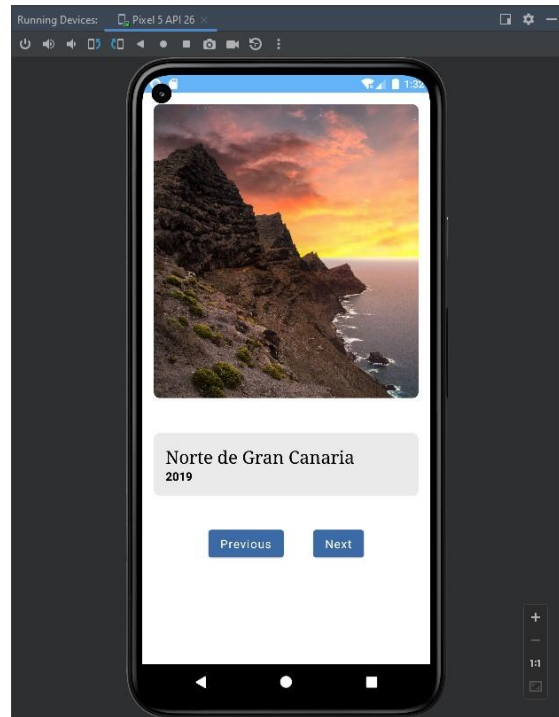 Running Devices: Pixel 5 API 26
1:32
Norte de Gran Canaria
2019
Previous Next
1:1